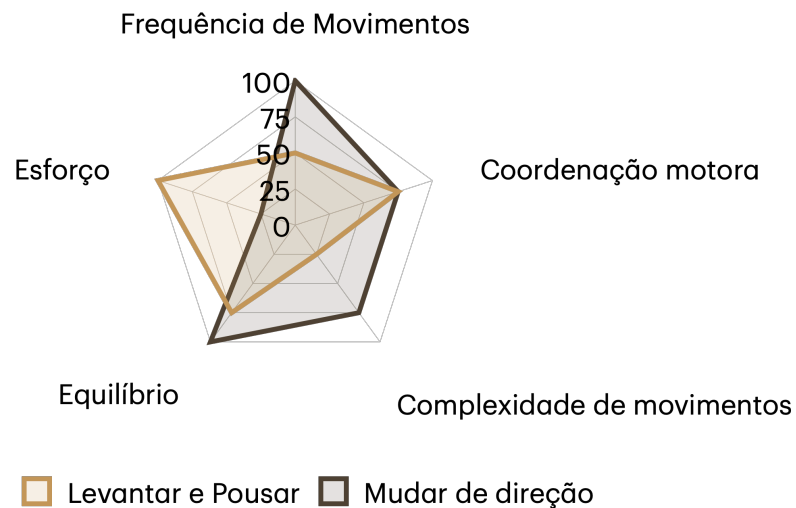 Frequência de Movimentos
100
75
50
25
0
Esforço
Coordenação motora
Equilíbrio
Complexidade de movimentos
Levantar e Pousar
Mudar de direção